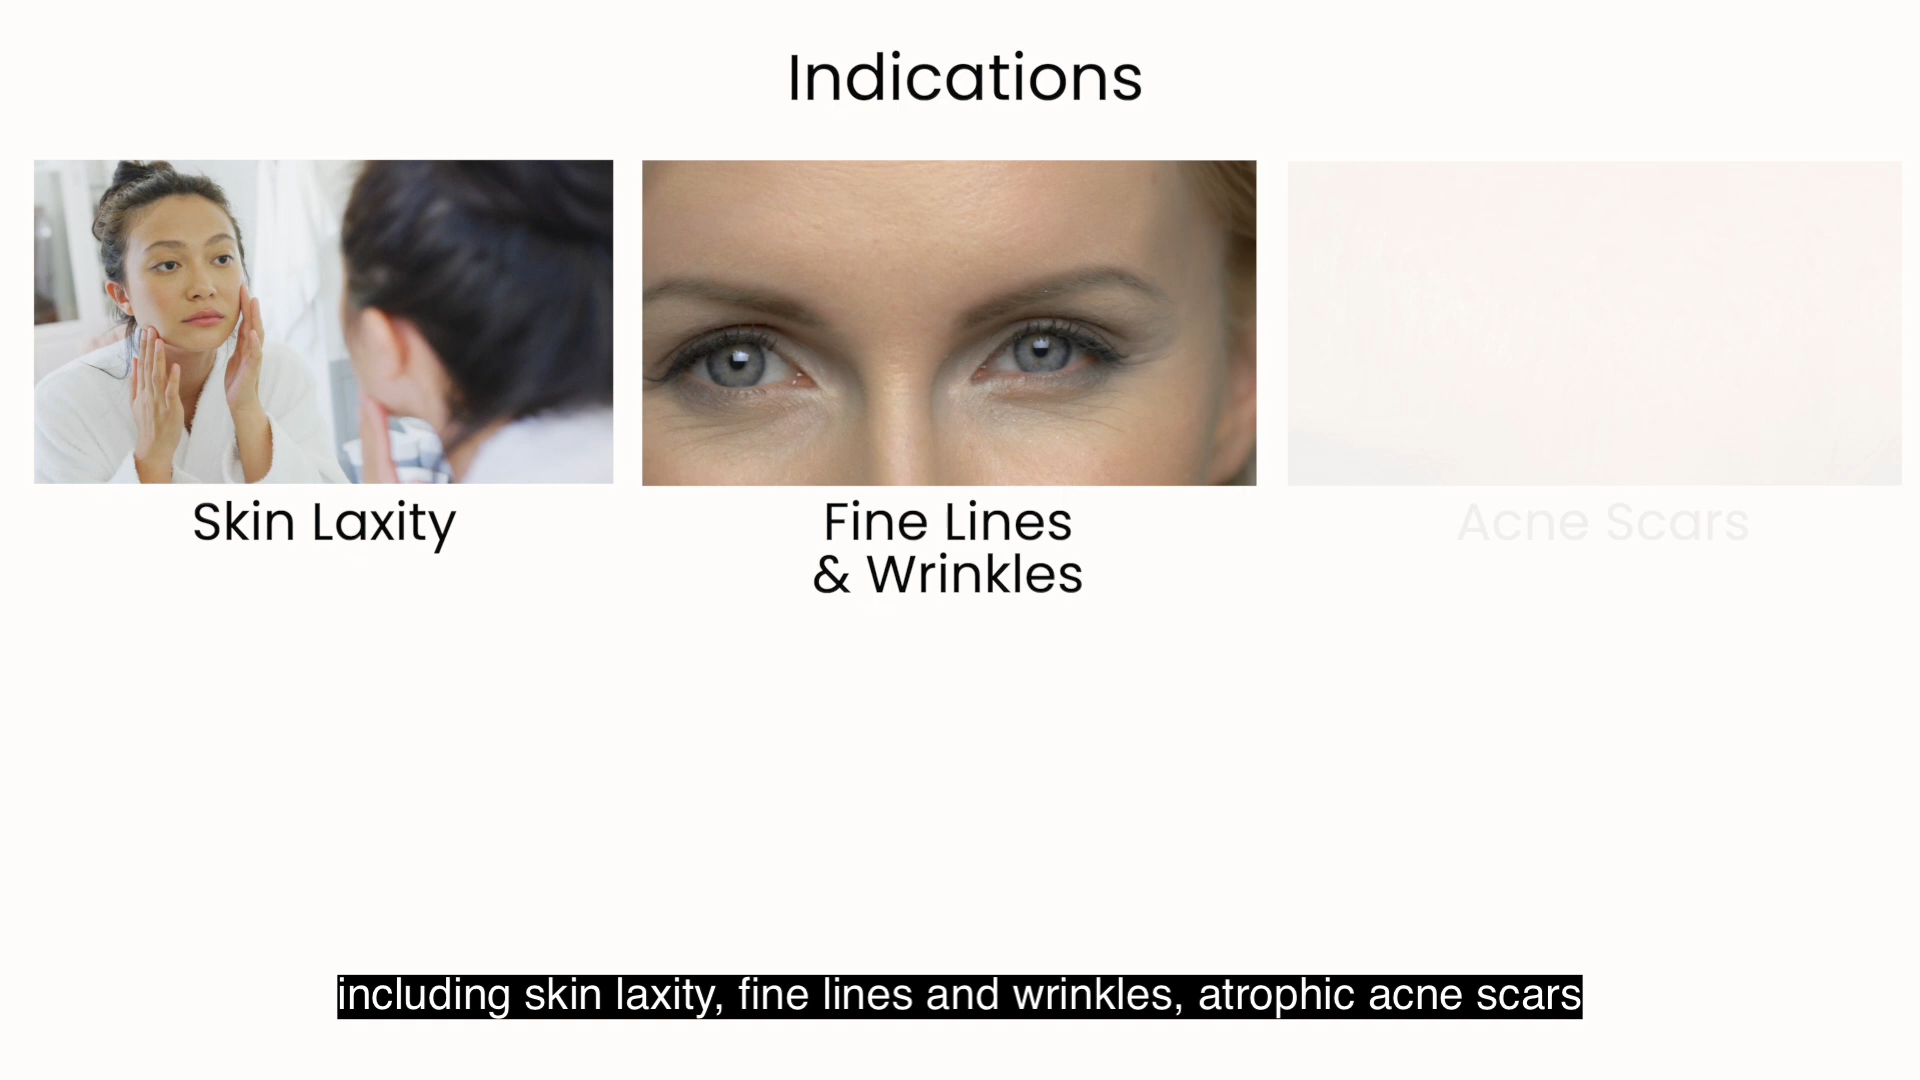 Indications
Skin Laxity
Fine Lines
& Wrinkles
Acne Scars
including skin laxity, fine lines and wrinkles, atrophic acne scars